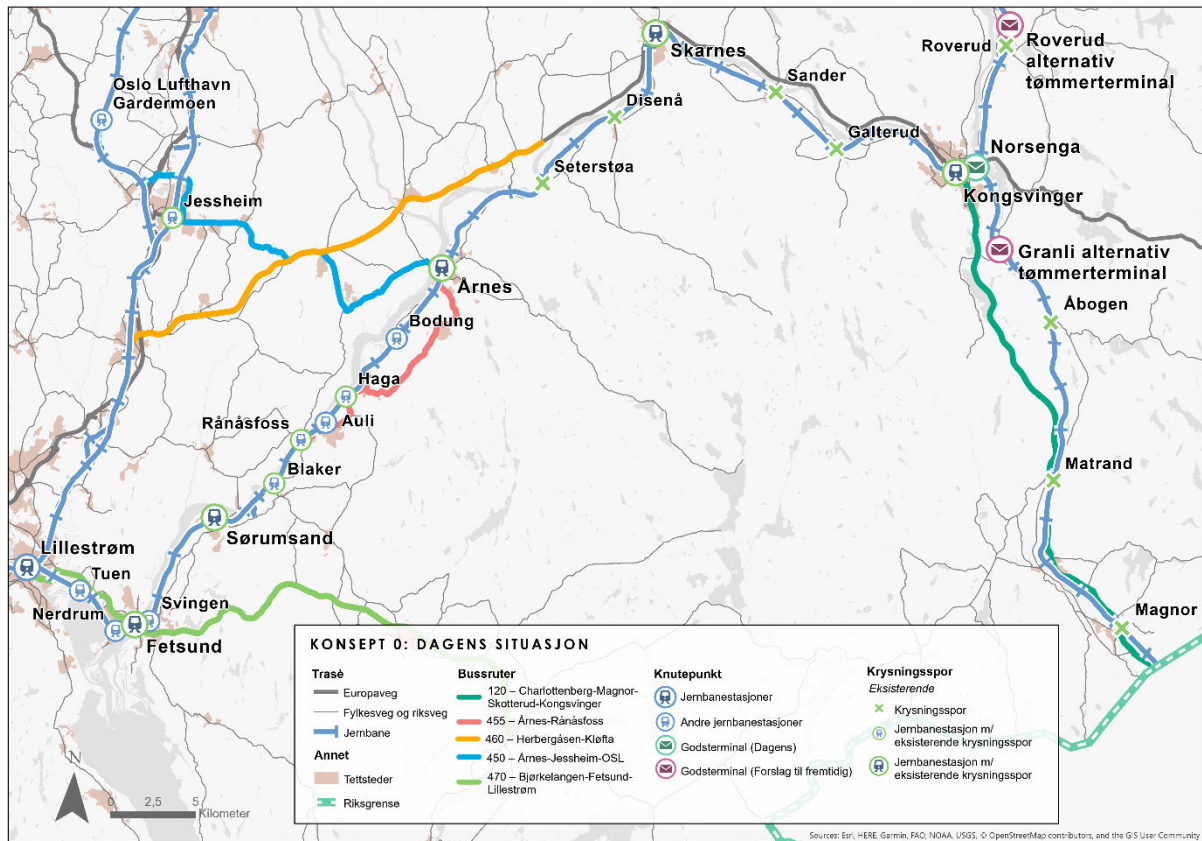 Oslo Lufthavn
Gardermoen
Jessheim
Skarnes
Sander
Disenå
Galterud
Seterstøa
Roverud
Roverud
alternativ
tømmerterminal
Norsenga
Kongsvinger
Granli alternativ
tømmerterminal
Åbogen
Årnes
Bodung
Haga
Auli
Rånåsfoss
Blaker
Matrand
Sørumsand
Lillestrøm
Tuen
Svingen
Nerdrum
Fetsund
Magnor
KONSEPT 0: DAGENS SITUASJON
Trasè
Europaveg
Fylkesveg og riksveg
Jernbane
Annet
Tettsteder
Riksgrense
Bussruter
120 – Charlottenberg-Magnor-
Skotterud-Kongsvinger
455 – Årnes-Rånåsfoss
460 – Herbergåsen-Kløfta
450 – Årnes-Jessheim-OSL
470 – Bjørkelangen-Fetsund-
Lillestrøm
Knutepunkt
Jernbanestasjoner
Andre jernbanestasjoner
Godsterminal (Dagens)
Godsterminal (Forslag til fremtidig)
Krysningsspor
Eksisterende
Krysningsspor
Jernbanestasjon m/
eksisterende krysningsspor
Jernbanestasjon m/
eksisterende krysningsspor
N
0 2,5 5
Kilometer
Sources: Esri, HERE, Garmin, FAO, NOAA, USGS, © OpenStreetMap contributors, and the GIS User Community